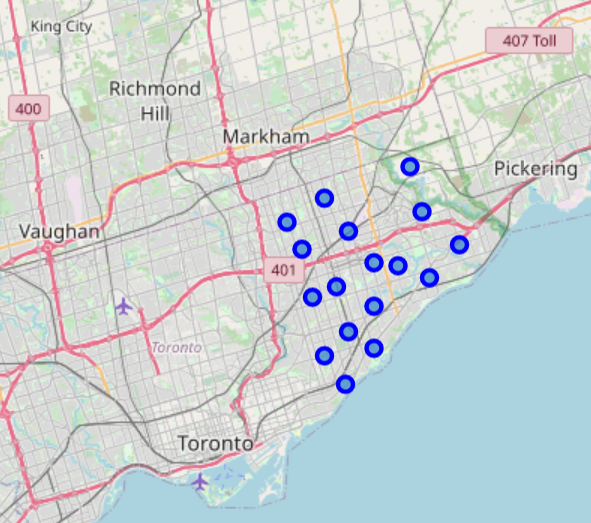 King City
407 Toll
Richmond
Hill
400
Markham
Pickering
Vaughan
401
Toronto
Toronto